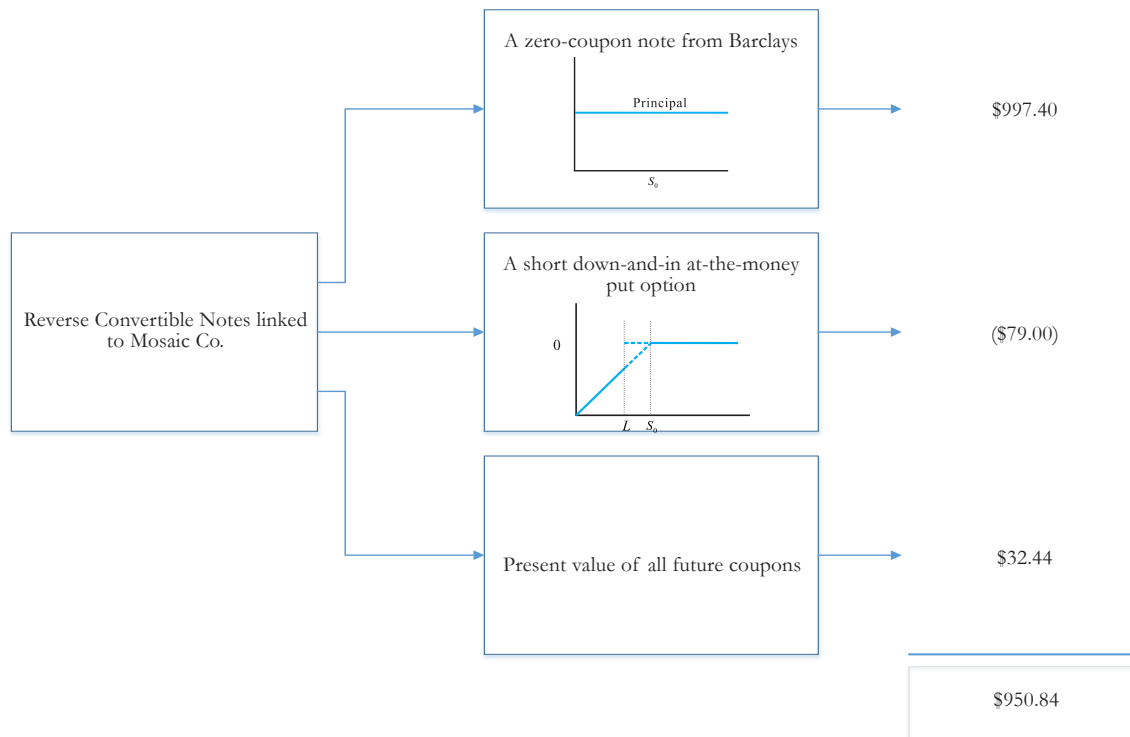 A zero-coupon note from Barclays
Principal
S₀
$997.40
Reverse Convertible Notes linked
to Mosaic Co.
A short down-and-in at-the-money
put option
0
L S₀
($79.00)
Present value of all future coupons
$32.44
$950.84